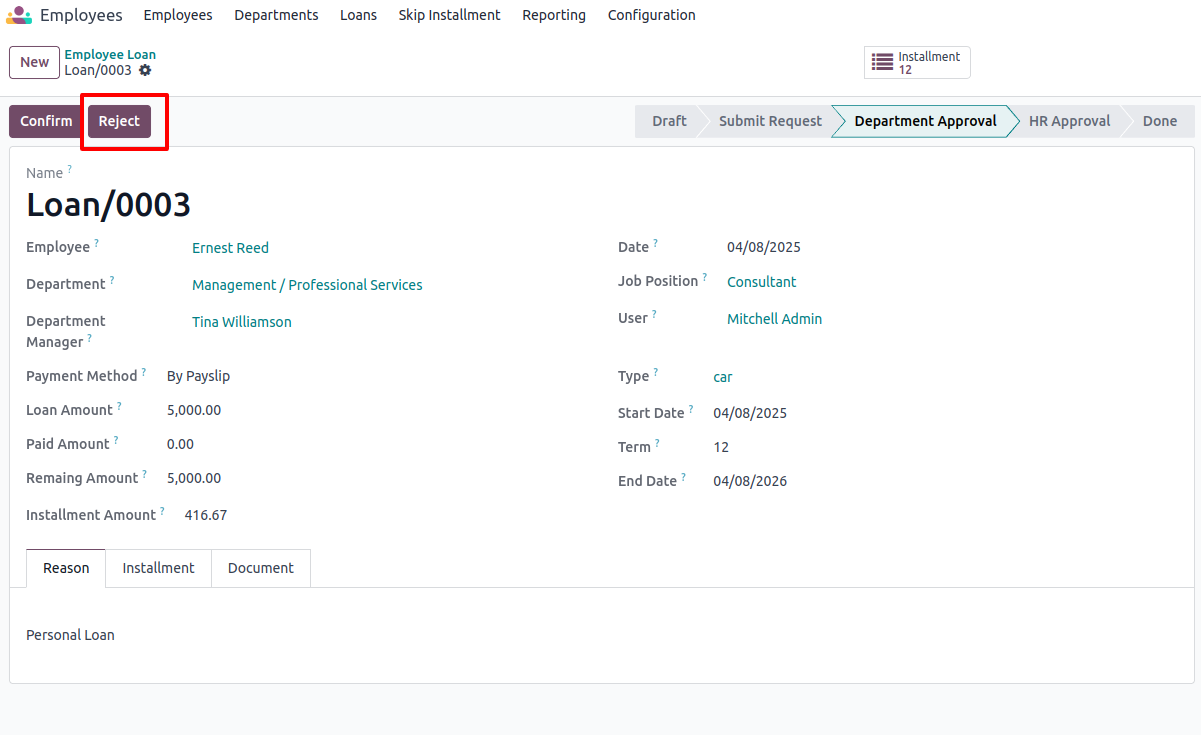 Employees Employees Departments Loans Skip Installment Reporting Configuration
New Employee Loan
Loan/0003
Installment
12
Confirm Reject Draft Submit Request Department Approval HR Approval Done
Name ?
Loan/0003
Employee ? Ernest Reed Date ? 04/08/2025
Department ? Management / Professional Services Job Position ? Consultant
Department Manager ? Tina Williamson User ? Mitchell Admin
Payment Method ? By Payslip Type ? car
Loan Amount ? 5,000.00 Start Date ? 04/08/2025
Paid Amount ? 0.00 Term ? 12
Remaing Amount ? 5,000.00 End Date ? 04/08/2026
Installment Amount ? 416.67
Reason Installment Document
Personal Loan